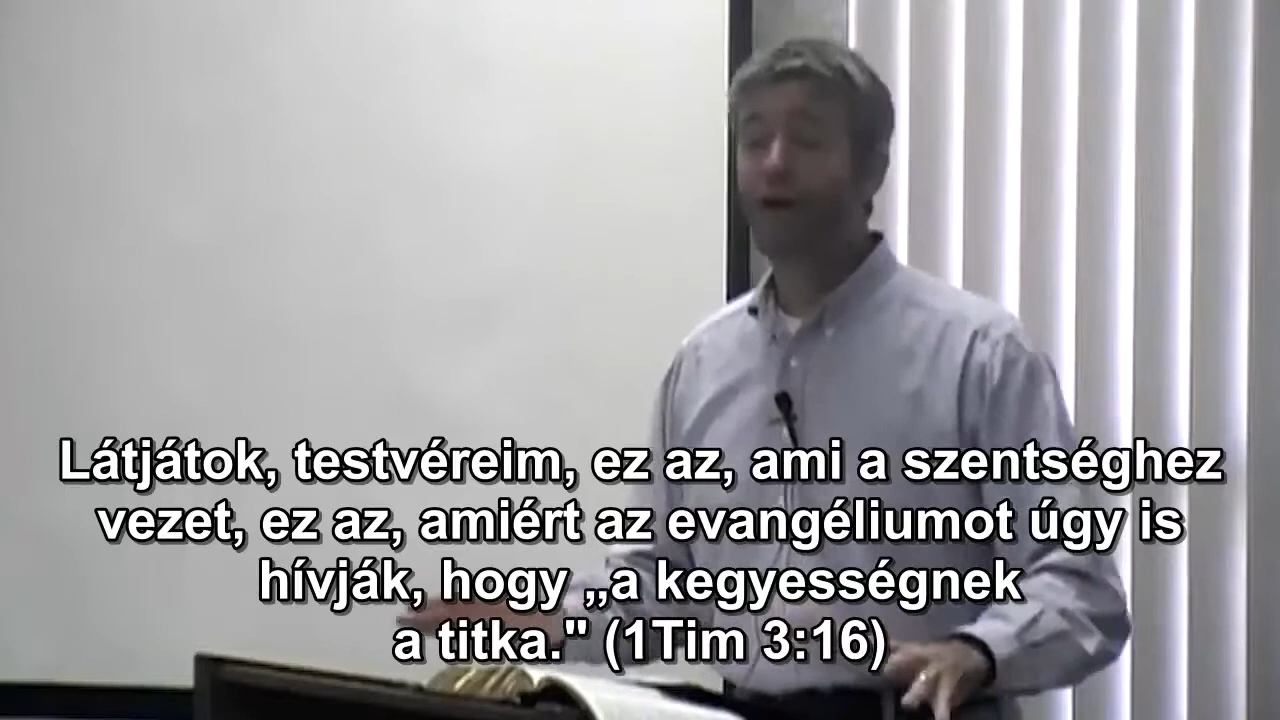 Látjátok, testvéreim, ez az, ami a szentséghez
vezet, ez az, amiért az evangéliumot úgy is
hívják, hogy „a kegyességnek
a titka." (1Tim 3:16)